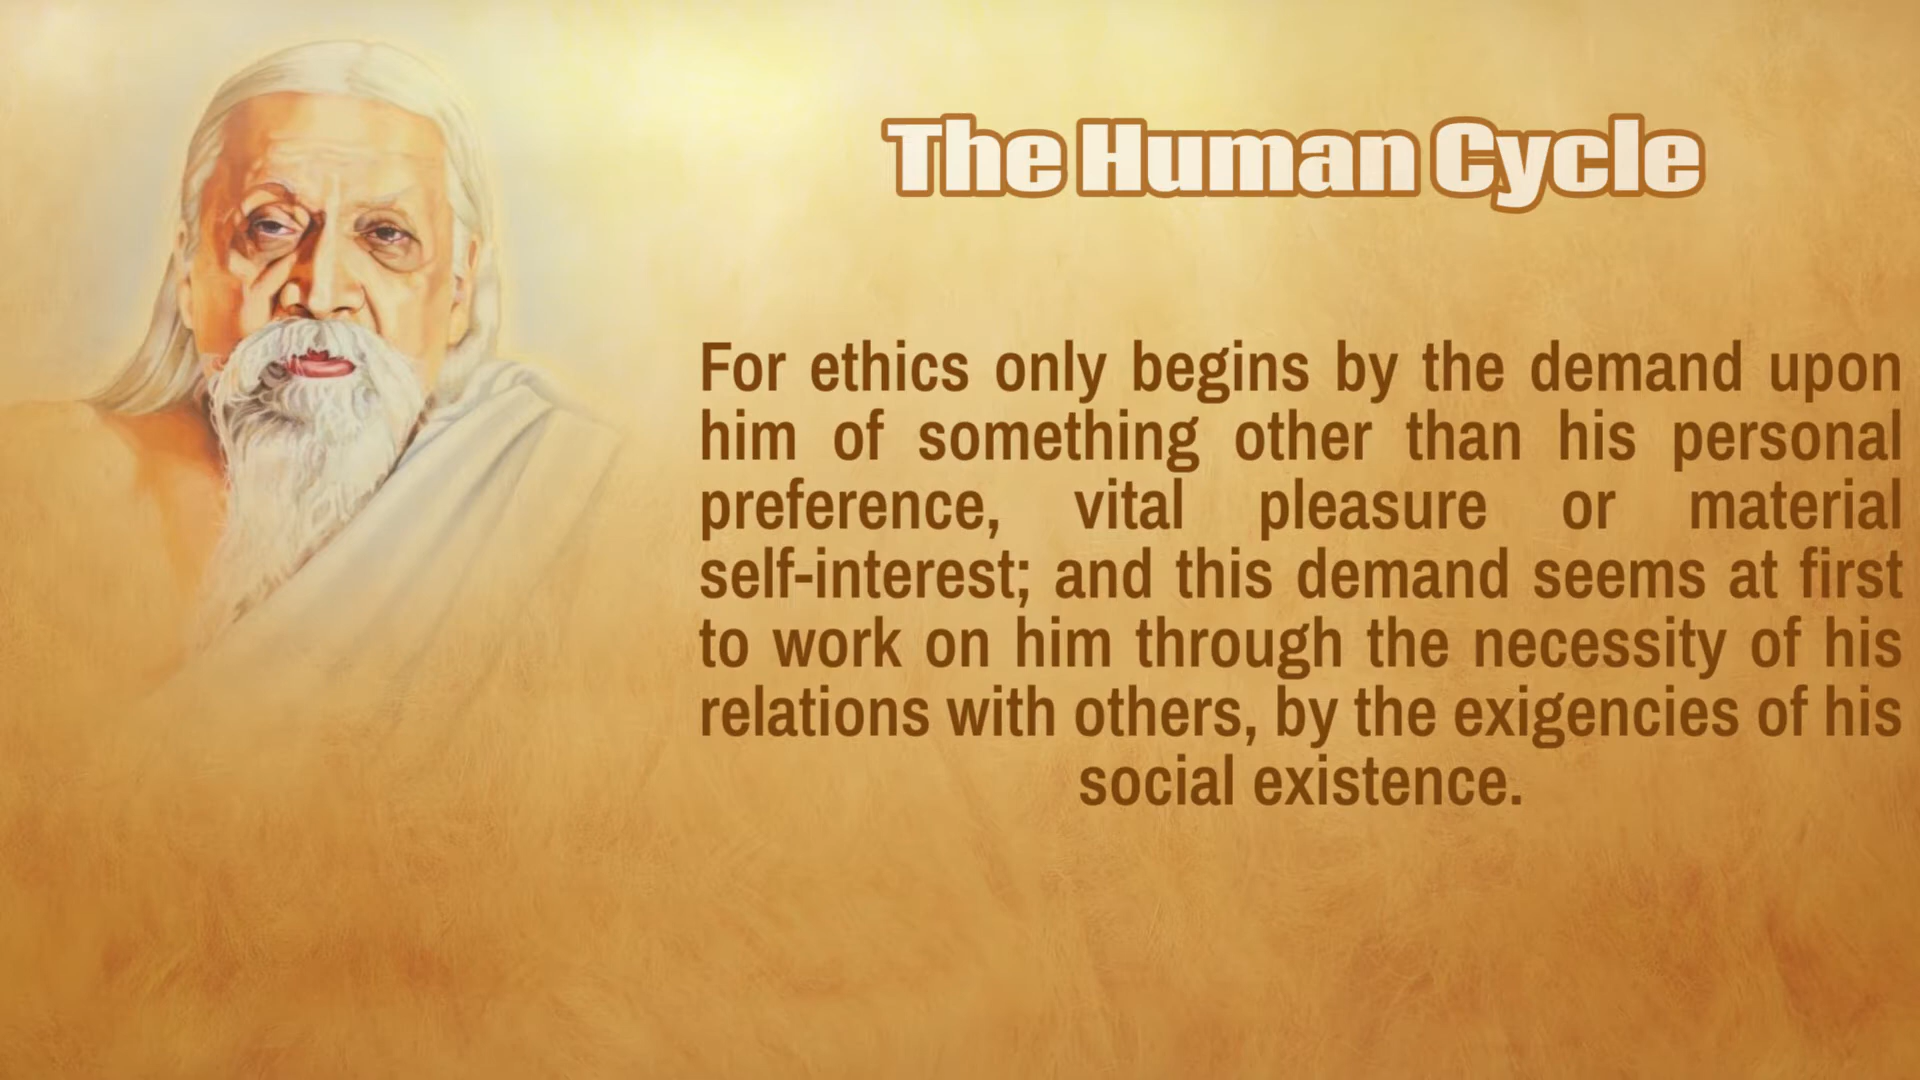 The Human Cycle
For ethics only begins by the demand upon
him of something other than his personal
preference, vital pleasure or material
self-interest; and this demand seems at first
to work on him through the necessity of his
relations with others, by the exigencies of his
social existence.